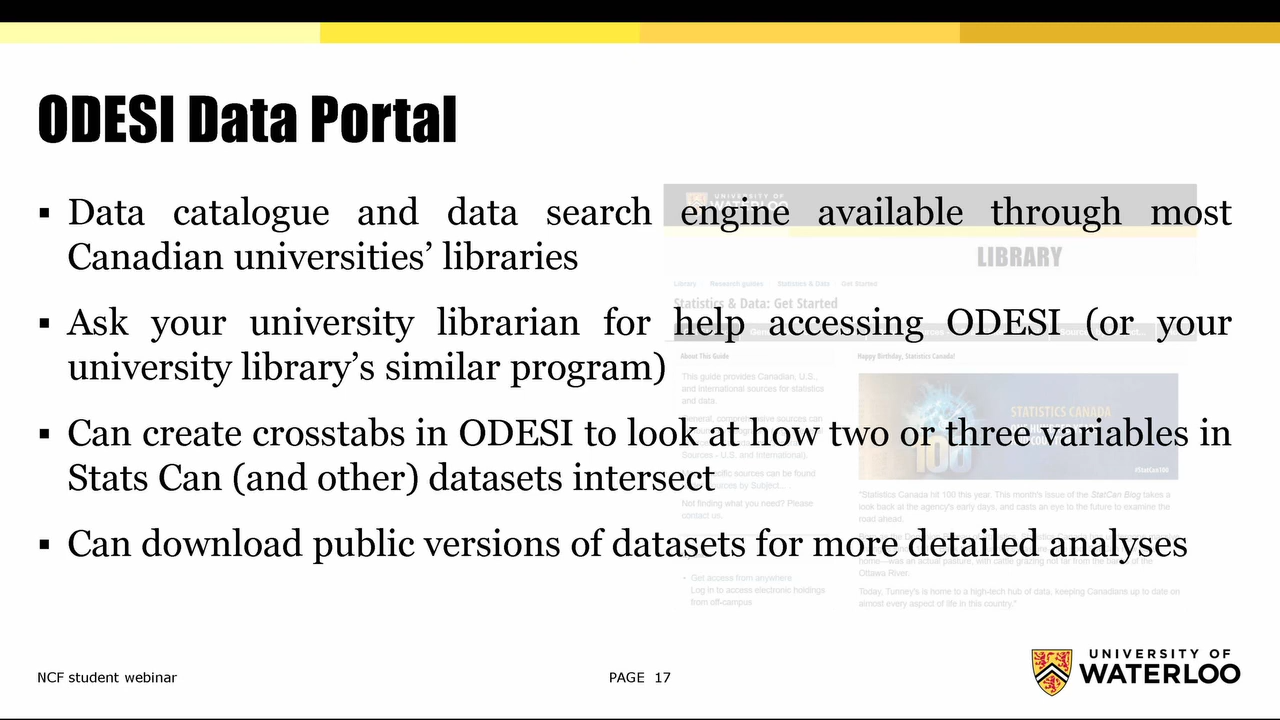 ODESI Data Portal
▪ Data catalogue and data search engine available through most
Canadian universities’ libraries
▪ Ask your university librarian for help accessing ODESI (or your
university library’s similar program)
▪ Can create crosstabs in ODESI to look at how two or three variables in
Stats Can (and other) datasets intersect
▪ Can download public versions of datasets for more detailed analyses
UNIVERSITY OF
LIBRARY
Library Research guides Statistics & Data Get Started
Statistics & Data: Get Started
About This Guide
This guide provides Canadian, U.S.,
and international sources for statistics
and data.
Sources - U.S. and International).
Not finding what you need? Please
contact us.
• Get access from anywhere
Log in to access electronic holdings
from off-campus
Happy Birthday, Statistics Canada!
STATISTICS CANADA
100
#StatCan100
"Statistics Canada hit 100 this year. This month's issue of the StatCan Blog takes a
look back at the agency's early days, and casts an eye to the future to examine the
road ahead.
Ottawa River.
Today, Tunney's is home to a high-tech hub of data, keeping Canadians up to date on
almost every aspect of life in this country."
NCF student webinar
PAGE 17
UNIVERSITY OF
WATERLOO